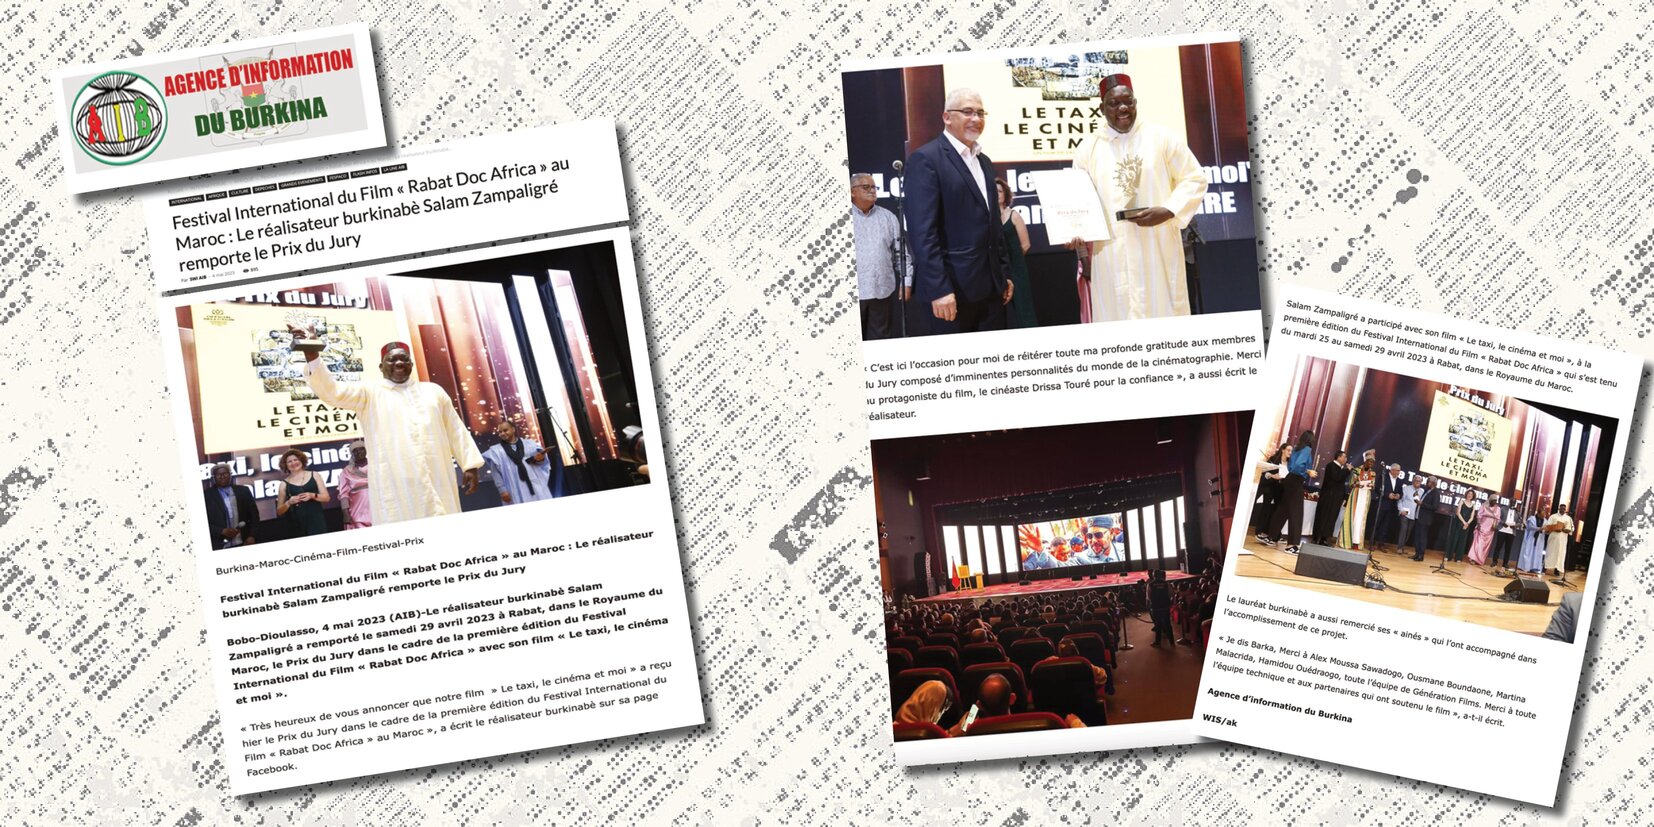 AIB
AGENCE D'INFORMATION
DU BURKINA
INTERNATIONAL AFRIQUE CULTURE DEPECHES GRANDS EVENEMENTS FESPACO FLASH INFOS LA UNE AIB
Festival International du Film « Rabat Doc Africa » au
Maroc : Le réalisateur burkinabè Salam Zampaligré
remporte le Prix du Jury
Par SWI AIB - 4 mai 2023
Prix du Jury
LE TAXI
LE CINÉM
ET MOI
Taxi, le ciné
Burkina-Maroc-Cinéma-Film-Festival-Prix
Festival International du Film « Rabat Doc Africa » au Maroc : Le réalisateur
burkinabè Salam Zampaligré remporte le Prix du Jury
Bobo-Dioulasso, 4 mai 2023 (AIB)-Le réalisateur burkinabè Salam
Zampaligré a remporté le samedi 29 avril 2023 à Rabat, dans le Royaume du
Maroc, le Prix du Jury dans le cadre de la première édition du Festival
International du Film « Rabat Doc Africa » avec son film « Le taxi, le cinéma
et moi ».
« Très heureux de vous annoncer que notre film » Le taxi, le cinéma et moi » a reçu
hier le Prix du Jury dans le cadre de la première édition du Festival International du
Film « Rabat Doc Africa » au Maroc », a écrit le réalisateur burkinabè sur sa page
Facebook.
LE TAX
LE CINÉ
ET M
moi"
RE
C'est ici l'occasion pour moi de réitérer toute ma profonde gratitude aux membres
du Jury composé d'imminentes personnalités du monde de la cinématographie. Merci
au protagoniste du film, le cinéaste Drissa Touré pour la confiance », a aussi écrit le
réalisateur.
Salam Zampaligré a participé avec son film « Le taxi, le cinéma et moi », à la
première édition du Festival International du Film « Rabat Doc Africa » qui s'est tenu
du mardi 25 au samedi 29 avril 2023 à Rabat, dans le Royaume du Maroc.
Prix du Jury
LE TAXI,
LE CINÉMA
ET MOI
Le lauréat burkinabè a aussi remercié ses « ainés » qui l'ont accompagné dans
l'accomplissement de ce projet.
« Je dis Barka, Merci à Alex Moussa Sawadogo, Ousmane Boundaone, Martina
Malacrida, Hamidou Ouédraogo, toute l'équipe de Génération Films. Merci à toute
l'équipe technique et aux partenaires qui ont soutenu le film », a-t-il écrit.
Agence d'information du Burkina
WIS/ak